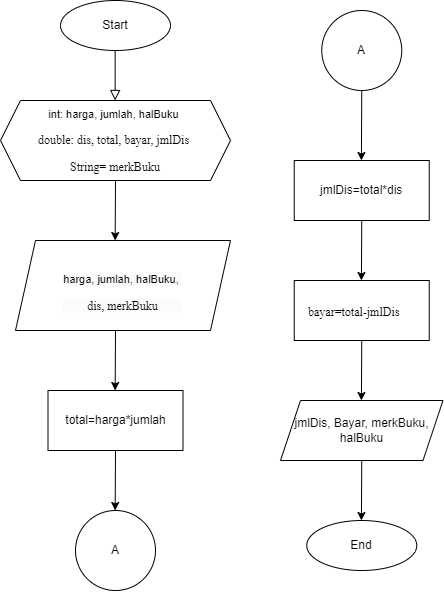 Start
int: harga, jumlah, halBuku
double: dis, total, bayar, jmlDis
String= merkBuku
harga, jumlah, halBuku,
dis, merkBuku
total=harga*jumlah
A
A
jmlDis=total*dis
bayar=total-jmlDis
jmlDis, Bayar, merkBuku,
halBuku
End